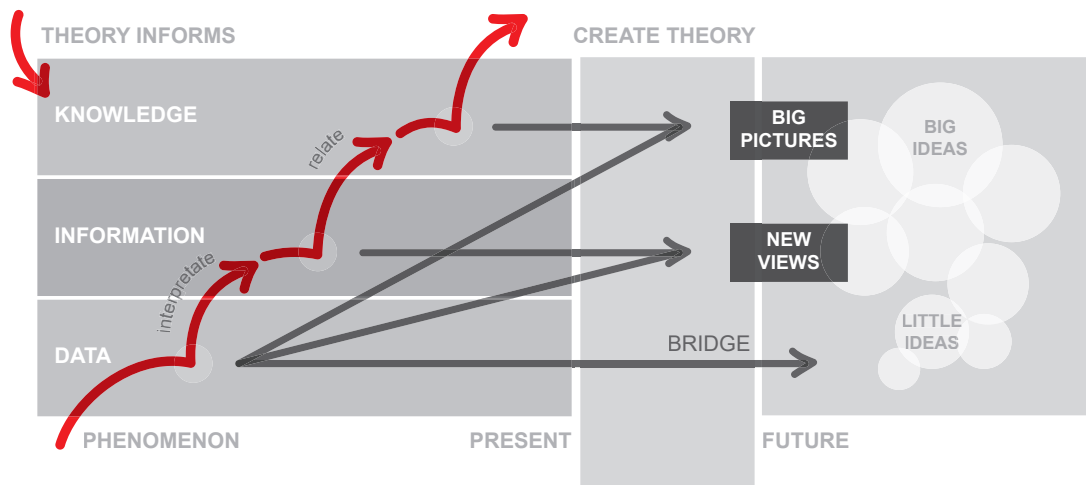 THEORY INFORMS
CREATE THEORY
KNOWLEDGE
BIG
PICTURES
BIG
IDEAS
relate
INFORMATION
NEW
VIEWS
interpretate
DATA
BRIDGE
LITTLE
IDEAS
PHENOMENON
PRESENT
FUTURE